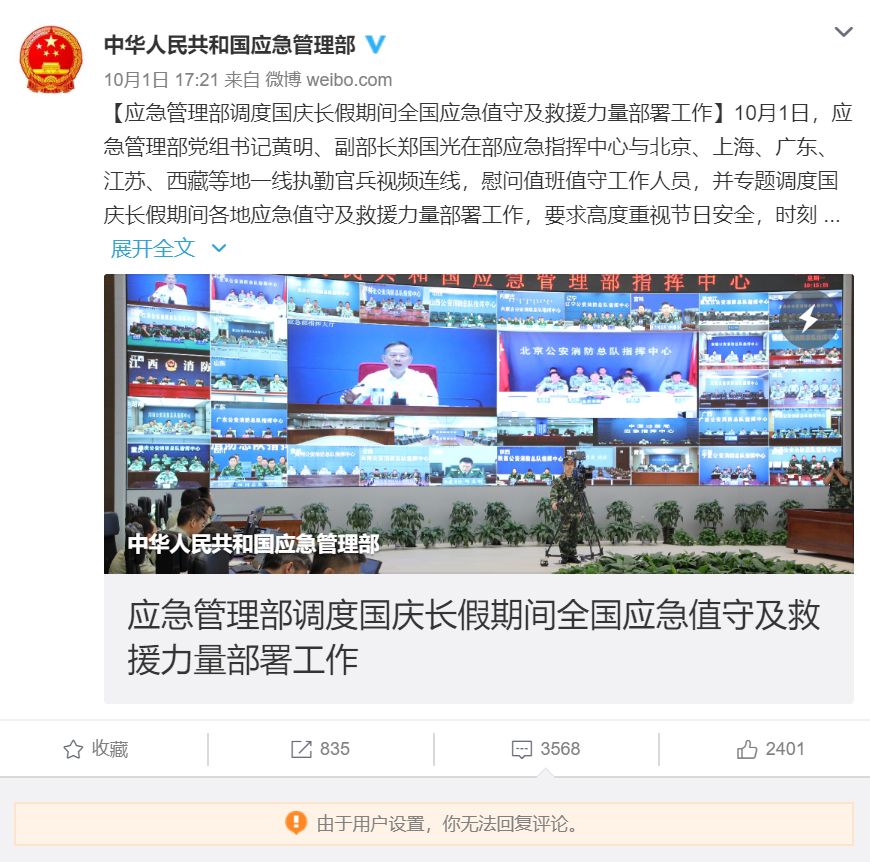 中华人民共和国应急管理部
10月1日 17:21 来自 微博 weibo.com
【应急管理部调度国庆长假期间全国应急值守及救援力量部署工作】10月1日，应
急管理部党组书记黄明、副部长郑国光在部应急指挥中心与北京、上海、广东、
江苏、西藏等地一线执勤官兵视频连线，慰问值班值守工作人员，并专题调度国
庆长假期间各地应急值守及救援力量部署工作，要求高度重视节日安全，时刻 ...
展开全文
民共和国应急管理部指挥中心
北京公安消防总队指挥中心
江西消防
中华人民共和国应急管理部
应急管理部调度国庆长假期间全国应急值守及救
援力量部署工作
收藏
835
3568
2401
由于用户设置，你无法回复评论。